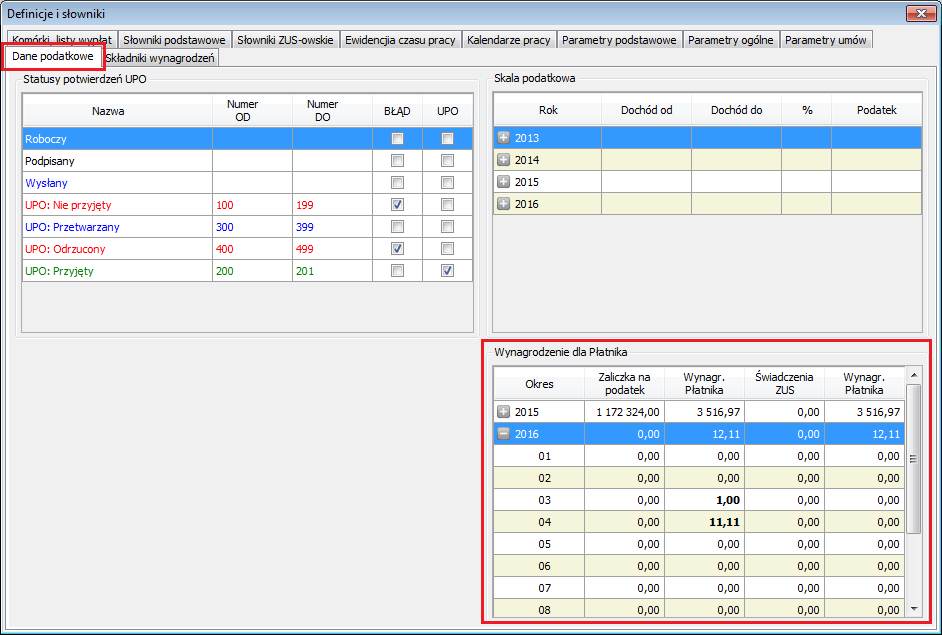 Definicje i słowniki
Komórki, listy wypłat Słowniki podstawowe Słowniki ZUS-owskie Ewidencjia czasu pracy Kalendarze pracy Parametry podstawowe Parametry ogólne Parametry umów
Dane podatkowe Składniki wynagrodzeń
Statusy potwierdzeń UPO
Nazwa Numer OD Numer DO BŁĄD UPO
Roboczy
Podpisany
Wysłany
UPO: Nie przyjęty 100 199
UPO: Przetwarzany 300 399
UPO: Odrzucony 400 499
UPO: Przyjęty 200 201
Skala podatkowa
Rok Dochód od Dochód do % Podatek
2013
2014
2015
2016
Wynagrodzenie dla Płatnika
Okres Zaliczka na podatek Wynagr. Płatnika Świadczenia ZUS Wynagr. Płatnika
2015 1 172 324,00 3 516,97 0,00 3 516,97
2016 0,00 12,11 0,00 12,11
01 0,00 0,00 0,00 0,00
02 0,00 0,00 0,00 0,00
03 0,00 1,00 0,00 0,00
04 0,00 11,11 0,00 0,00
05 0,00 0,00 0,00 0,00
06 0,00 0,00 0,00 0,00
07 0,00 0,00 0,00 0,00
08 0,00 0,00 0,00 0,00